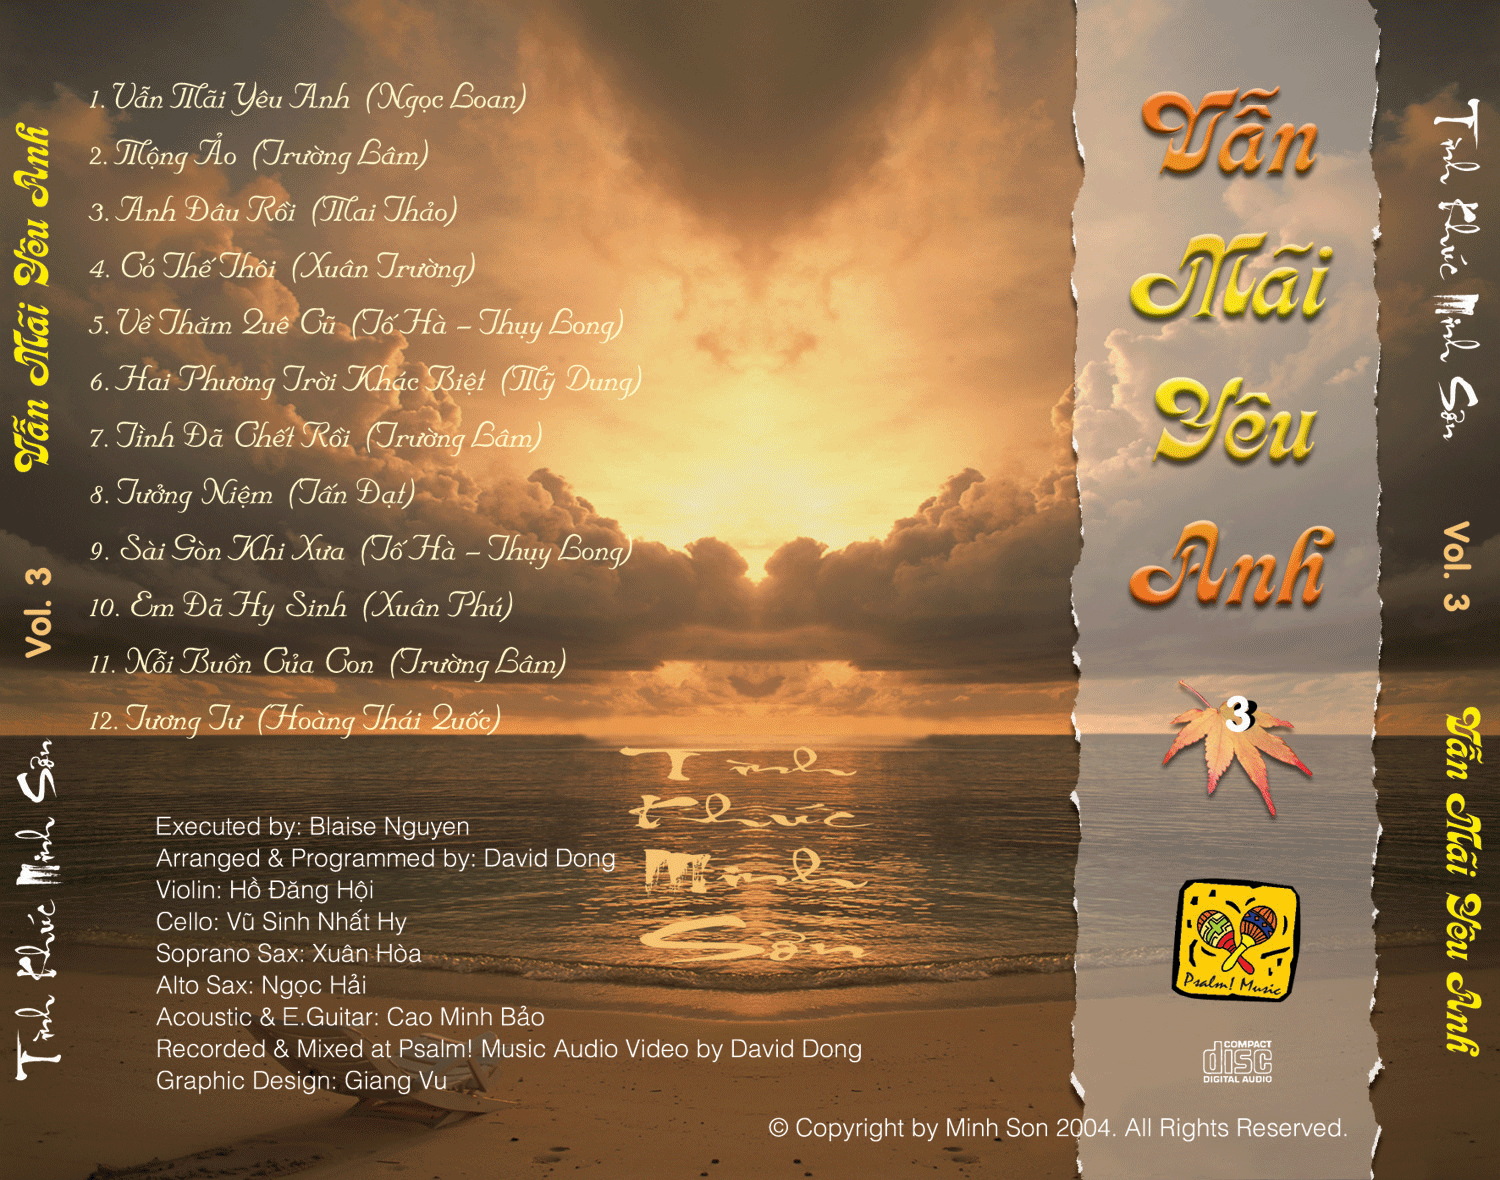 1. Vẫn Mãi Yêu Anh (Ngọc Loan)
2. Mộng Ảo (Trường Lâm)
3. Anh Đâu Rồi (Mai Thảo)
4. Có Thế Thôi (Xuân Trường)
5. Về Thăm Quê Cũ (Tố Hà – Thụy Long)
6. Hai Phương Trời Khác Biệt (Mỹ Dung)
7. Tình Đã Chết Rồi (Trường Lâm)
8. Tưởng Niệm (Tấn Đạt)
9. Sài Gòn Khi Xưa (Tố Hà – Thụy Long)
10. Em Đã Hy Sinh (Xuân Phú)
11. Nỗi Buồn Của Con (Trường Lâm)
12. Tương Tư (Hoàng Thái Quốc)
Tình
Khúc
Minh
Sơn
Executed by: Blaise Nguyen
Arranged & Programmed by: David Dong
Violin: Hồ Đăng Hội
Cello: Vũ Sinh Nhất Hy
Soprano Sax: Xuân Hòa
Alto Sax: Ngọc Hải
Acoustic & E.Guitar: Cao Minh Bảo
Recorded & Mixed at Psalm! Music Audio Video by David Dong
Graphic Design: Giang Vu
© Copyright by Minh Son 2004. All Rights Reserved.
Vẫn
Mãi
Yêu
Anh
3
Psalm! Music
COMPACT
disc
DIGITAL AUDIO
Tình Khúc Minh Sơn Vol. 3 Vẫn Mãi Yêu Anh
Tình Khúc Minh Sơn Vol. 3 Vẫn Mãi Yêu Anh